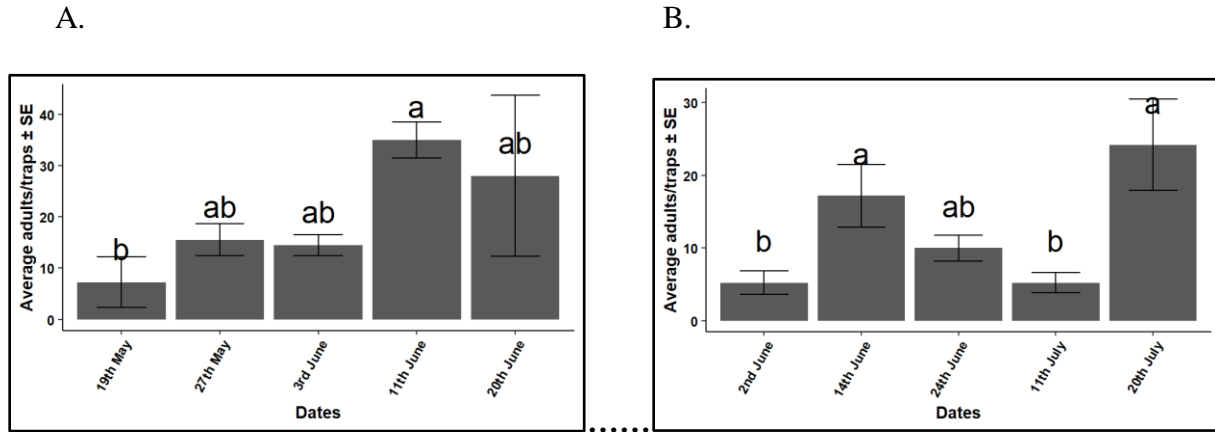 A.
B.
Average adults/traps ± SE
40
30
20
10
0
b
ab
ab
a
ab
19th May
27th May
3rd June
11th June
20th June
Dates
......
Average adults/traps ± SE
30
20
10
0
b
a
ab
b
a
2nd June
14th June
24th June
11th July
20th July
Dates